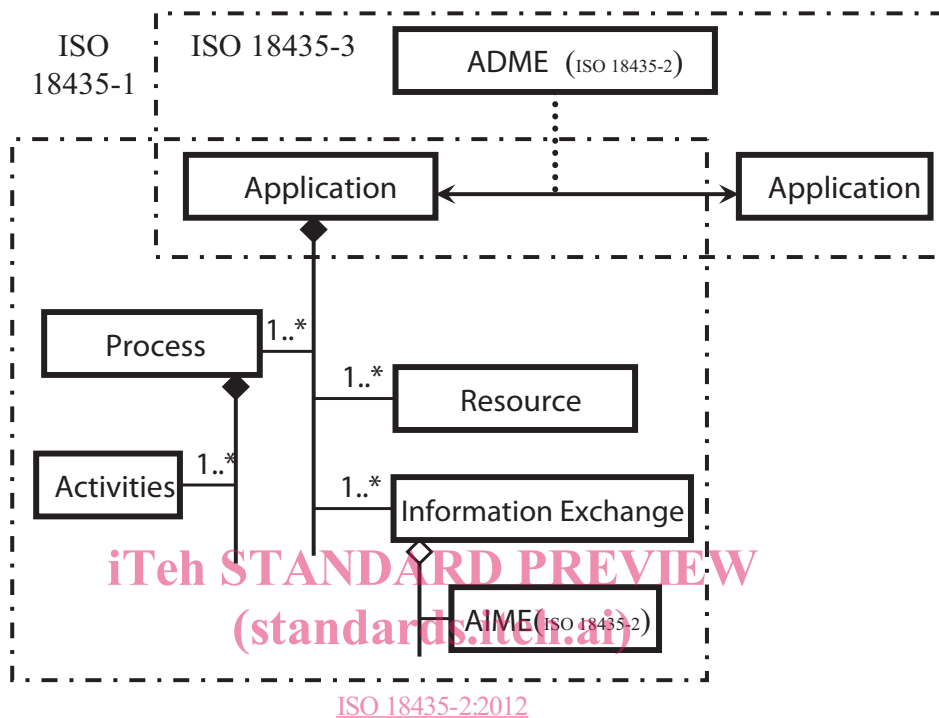 ISO
18435-1
ISO 18435-3
ADME (ISO 18435-2)
Application
Application
Process
1..*
1..*
Resource
Activities
1..*
1..*
Information Exchange
iTeh STANDARD PREVIEW
AIME(ISO 18435-2)
(standards.iteh.ai)
ISO 18435-2:2012